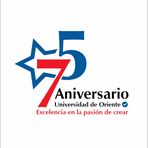 75
Aniversario
Universidad de Oriente
Excelencia en la pasión de crear